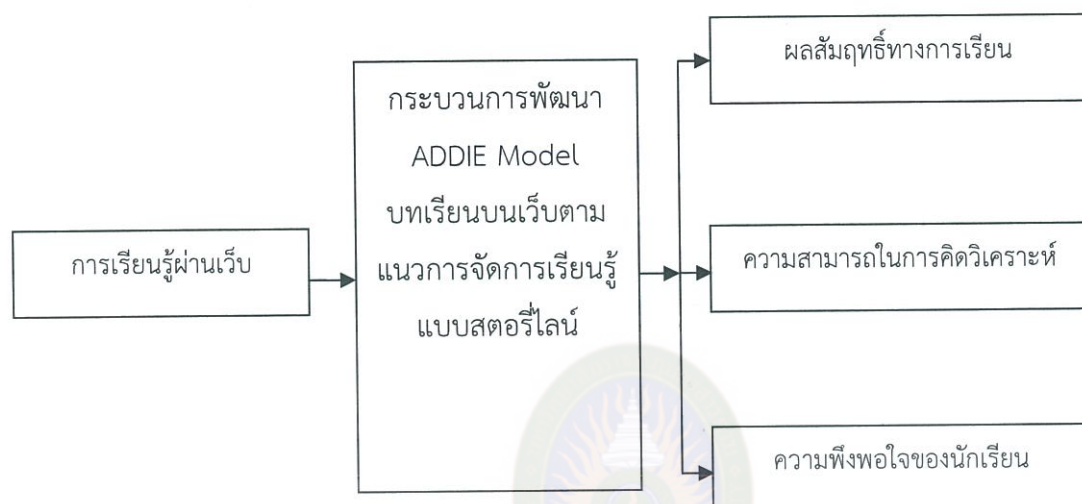 การเรียนรู้ผ่านเว็บ
กระบวนการพัฒนา
ADDIE Model
บทเรียนบนเว็บตาม
แนวการจัดการเรียนรู้
แบบสตอรี่ไลน์
ผลสัมฤทธิ์ทางการเรียน
ความสามารถในการคิดวิเคราะห์
ความพึงพอใจของนักเรียน